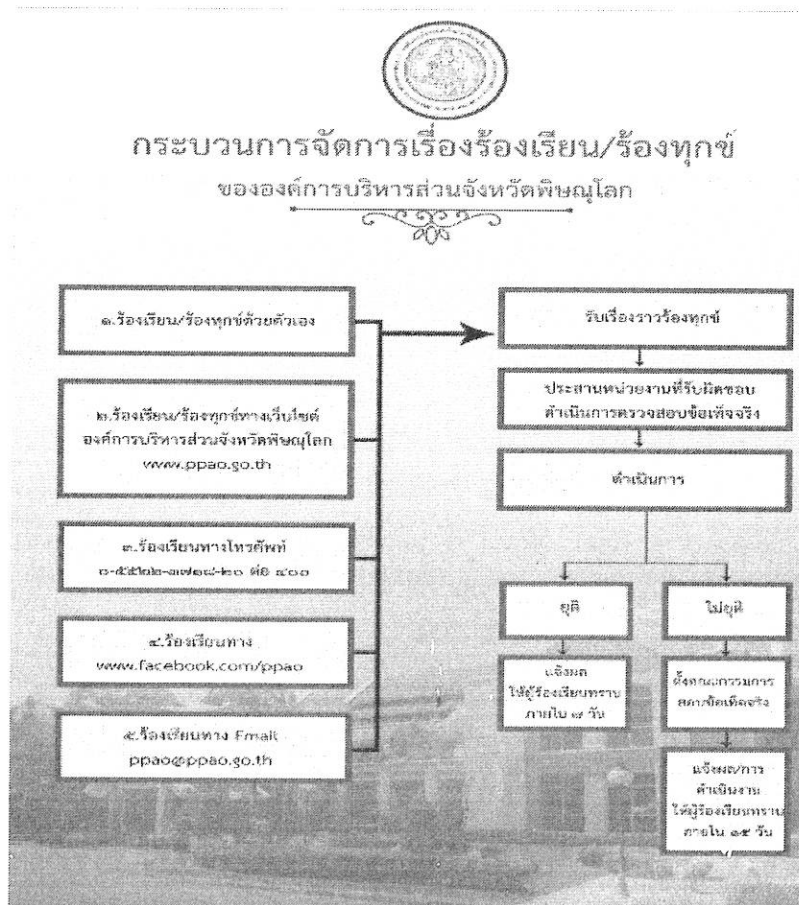 กระบวนการจัดการเรื่องร้องเรียน/ร้องทุกข์
ขององค์การบริหารส่วนจังหวัดพิษณุโลก
๑.ร้องเรียน/ร้องทุกข์ด้วยตัวเอง
๒.ร้องเรียน/ร้องทุกข์ทางเว็บไซต์
องค์การบริหารส่วนจังหวัดพิษณุโลก
www.ppao.go.th
๓.ร้องเรียนทางโทรศัพท์
ต่อ ๔๐๐
๔.ร้องเรียนทาง
www.facebook.com/ppao
๕.ร้องเรียนทาง Email
ppao@ppao.go.th
รับเรื่องราวร้องทุกข์
ประสานหน่วยงานที่รับผิดชอบ
ดำเนินการตรวจสอบข้อเท็จจริง
ดำเนินการ
ยุติ
แจ้งผล
ให้ผู้ร้องเรียนทราบ
ภายใน ๗ วัน
ไม่ยุติ
ตั้งคณะกรรมการ
สอบข้อเท็จจริง
แจ้งผล/การ
ดำเนินงาน
ให้ผู้ร้องเรียนทราบ
ภายใน ๑๕ วัน